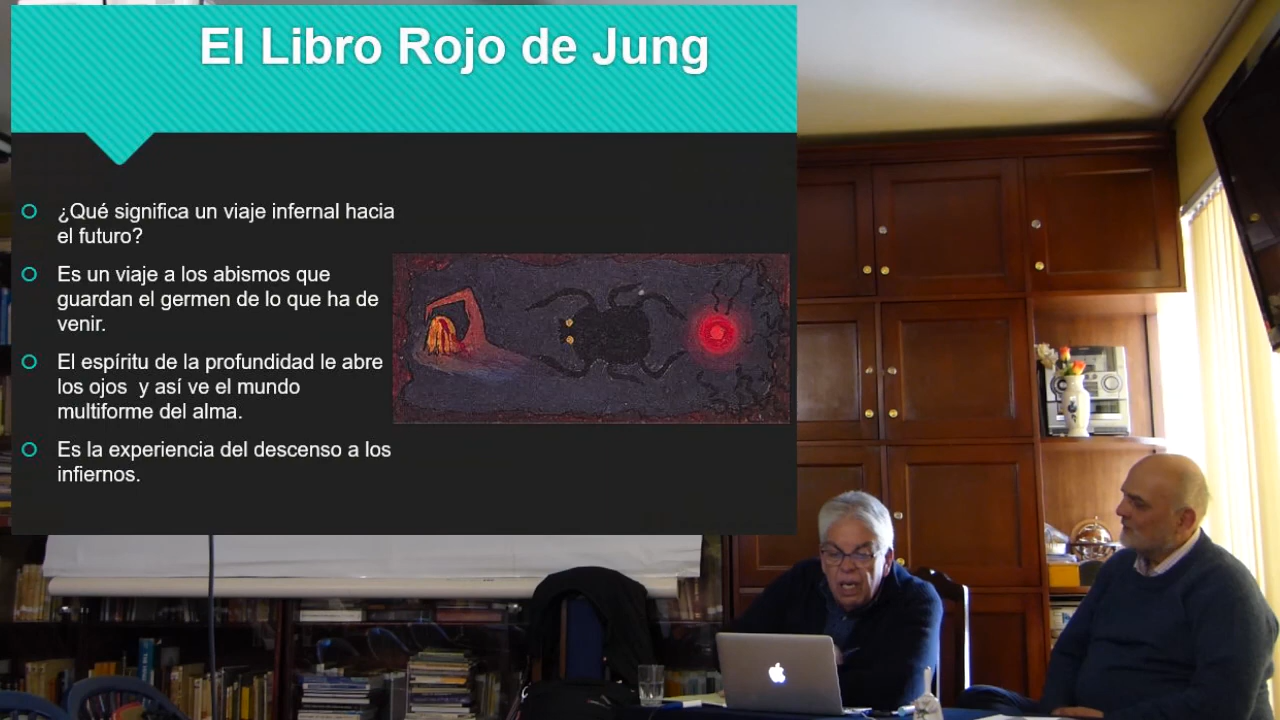 El Libro Rojo de Jung
¿Qué significa un viaje infernal hacia
el futuro?
Es un viaje a los abismos que
guardan el germen de lo que ha de
venir.
El espíritu de la profundidad le abre
los ojos y así ve el mundo
multiforme del alma.
Es la experiencia del descenso a los
infiernos.